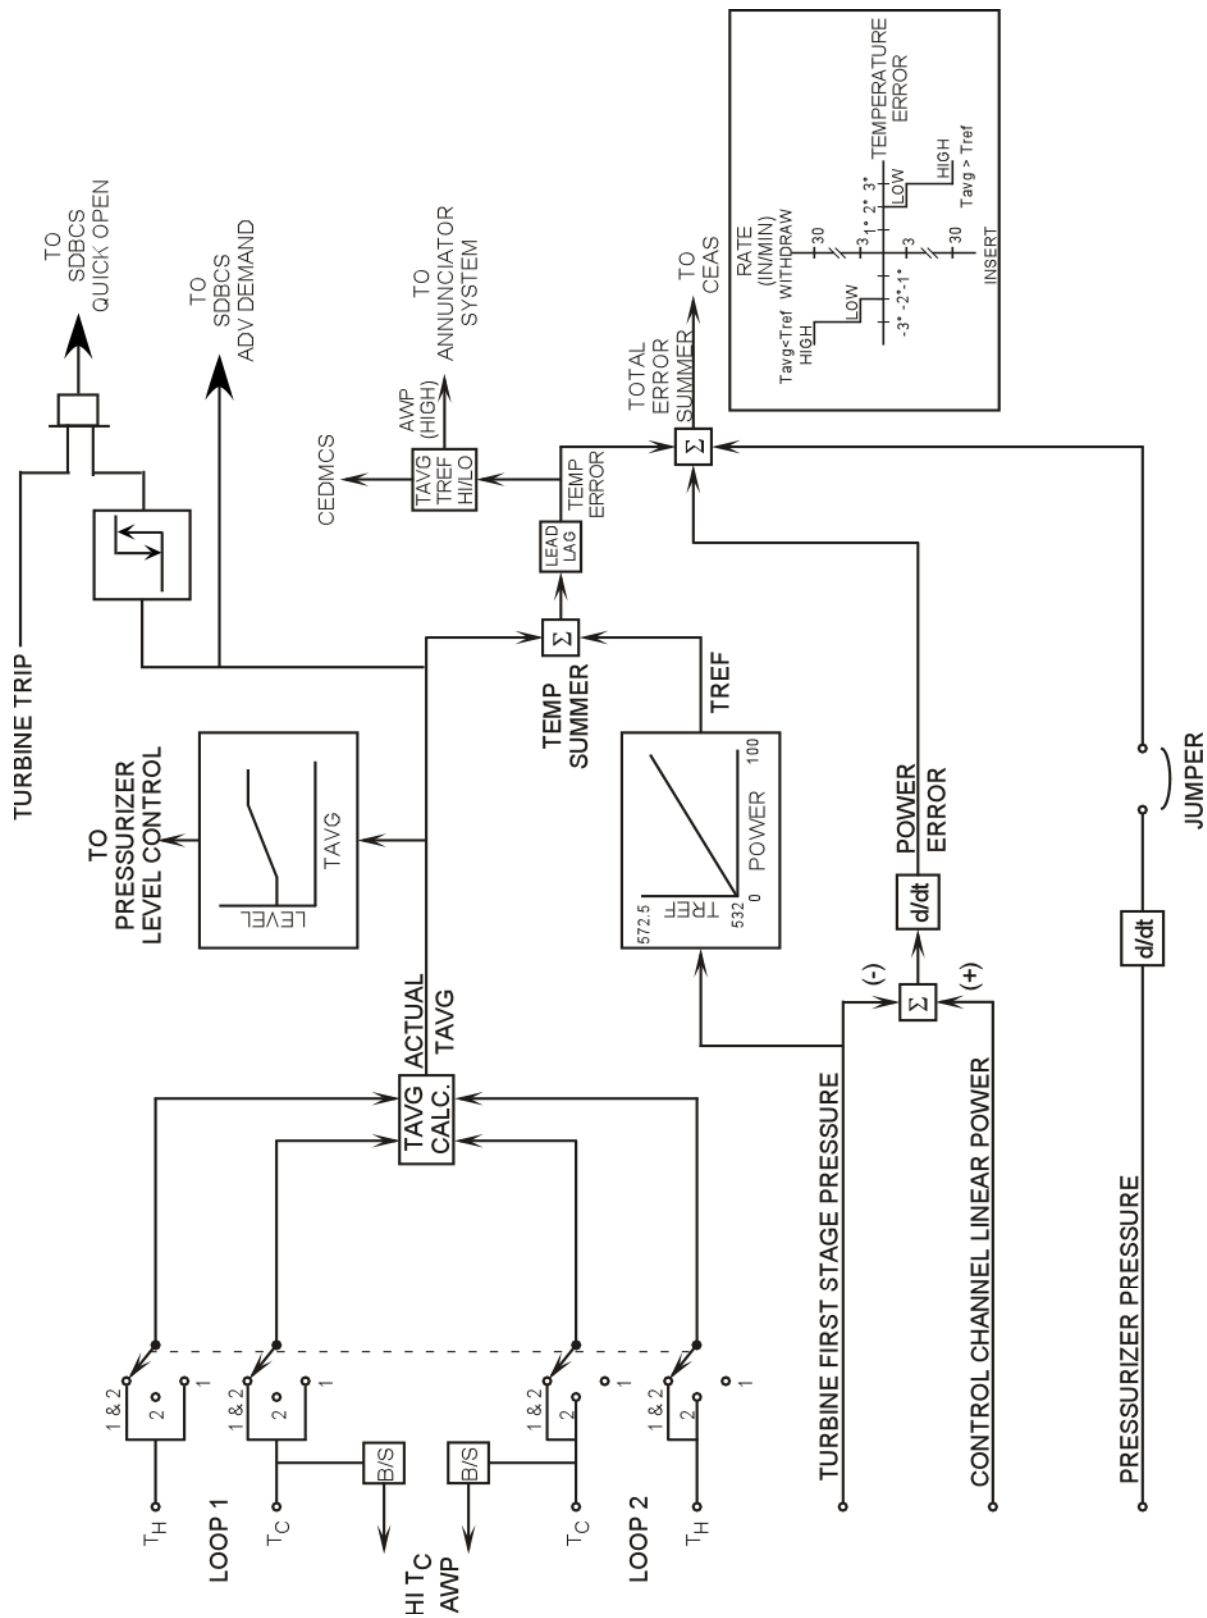 TURBINE TRIP
TO
SDBCS
QUICK OPEN
TO
SDBCS
ADV DEMAND
TO
PRESSURIZER
LEVEL CONTROL
LEVEL
TAVG
CEDMCS
TAVG
TREF
HI/LO
AWP
(HIGH)
TO
ANNUNCIATOR
SYSTEM
LEAD
LAG
TEMP
ERROR
Σ
TEMP
SUMMER
TOTAL
ERROR
SUMMER
Σ
TO
CEAS
RATE
(IN/MIN)
Tavg<Tref WITHDRAW
HIGH
LOW
30
3
-3° -2° -1°
1° 2° 3°
TEMPERATURE
ERROR
LOW
HIGH
3
30
Tavg > Tref
INSERT
TH
LOOP 1
TC
1 & 2
2
1
1 & 2
2
1
B/S
B/S
HI TC
AWP
TC
LOOP 2
TH
1 & 2
2
1
1 & 2
2
1
TAVG
CALC.
ACTUAL
TAVG
572.5
TREF
532
0 POWER 100
TREF
TURBINE FIRST STAGE PRESSURE
(-)
Σ
(+)
CONTROL CHANNEL LINEAR POWER
d/dt
POWER
ERROR
PRESSURIZER PRESSURE
d/dt
JUMPER